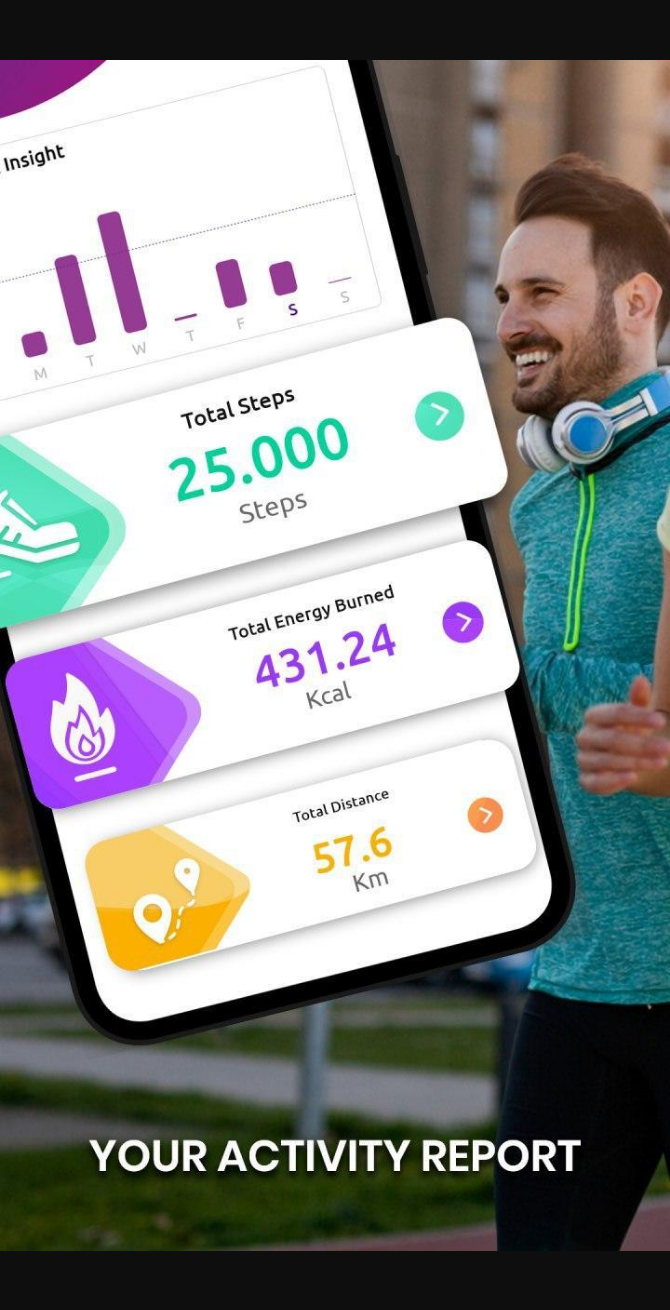 Insight
M T W T F S S
Total Steps
25.000
Steps
Total Energy Burned
431.24
Kcal
Total Distance
57.6
Km
YOUR ACTIVITY REPORT